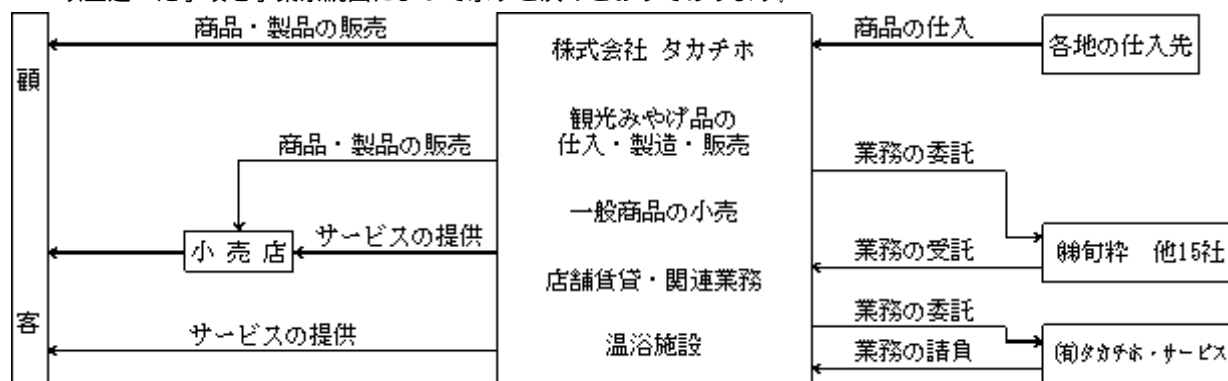 商品・製品の販売
商品の仕入
株式会社 タカチホ
各地の仕入先
顧
客
観光みやげ品の
仕入・製造・販売
商品・製品の販売
業務の委託
一般商品の小売
小売店
サービスの提供
業務の受託
㈱旬粋 他15社
店舗賃貸・関連業務
業務の委託
サービスの提供
温浴施設
業務の請負
㈲タカチホ・サービス